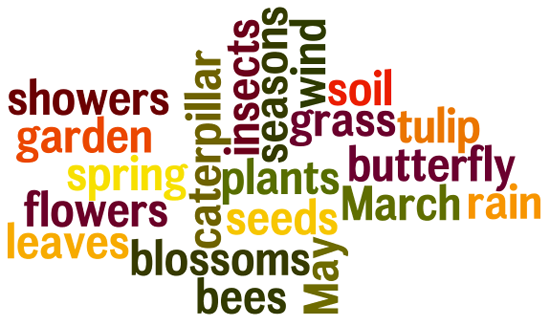 showers
garden
spring
flowers
leaves
caterpillar
insects
seasons
wind
soil
grass
tulip
butterfly
plants
March
rain
seeds
blossoms
May
bees